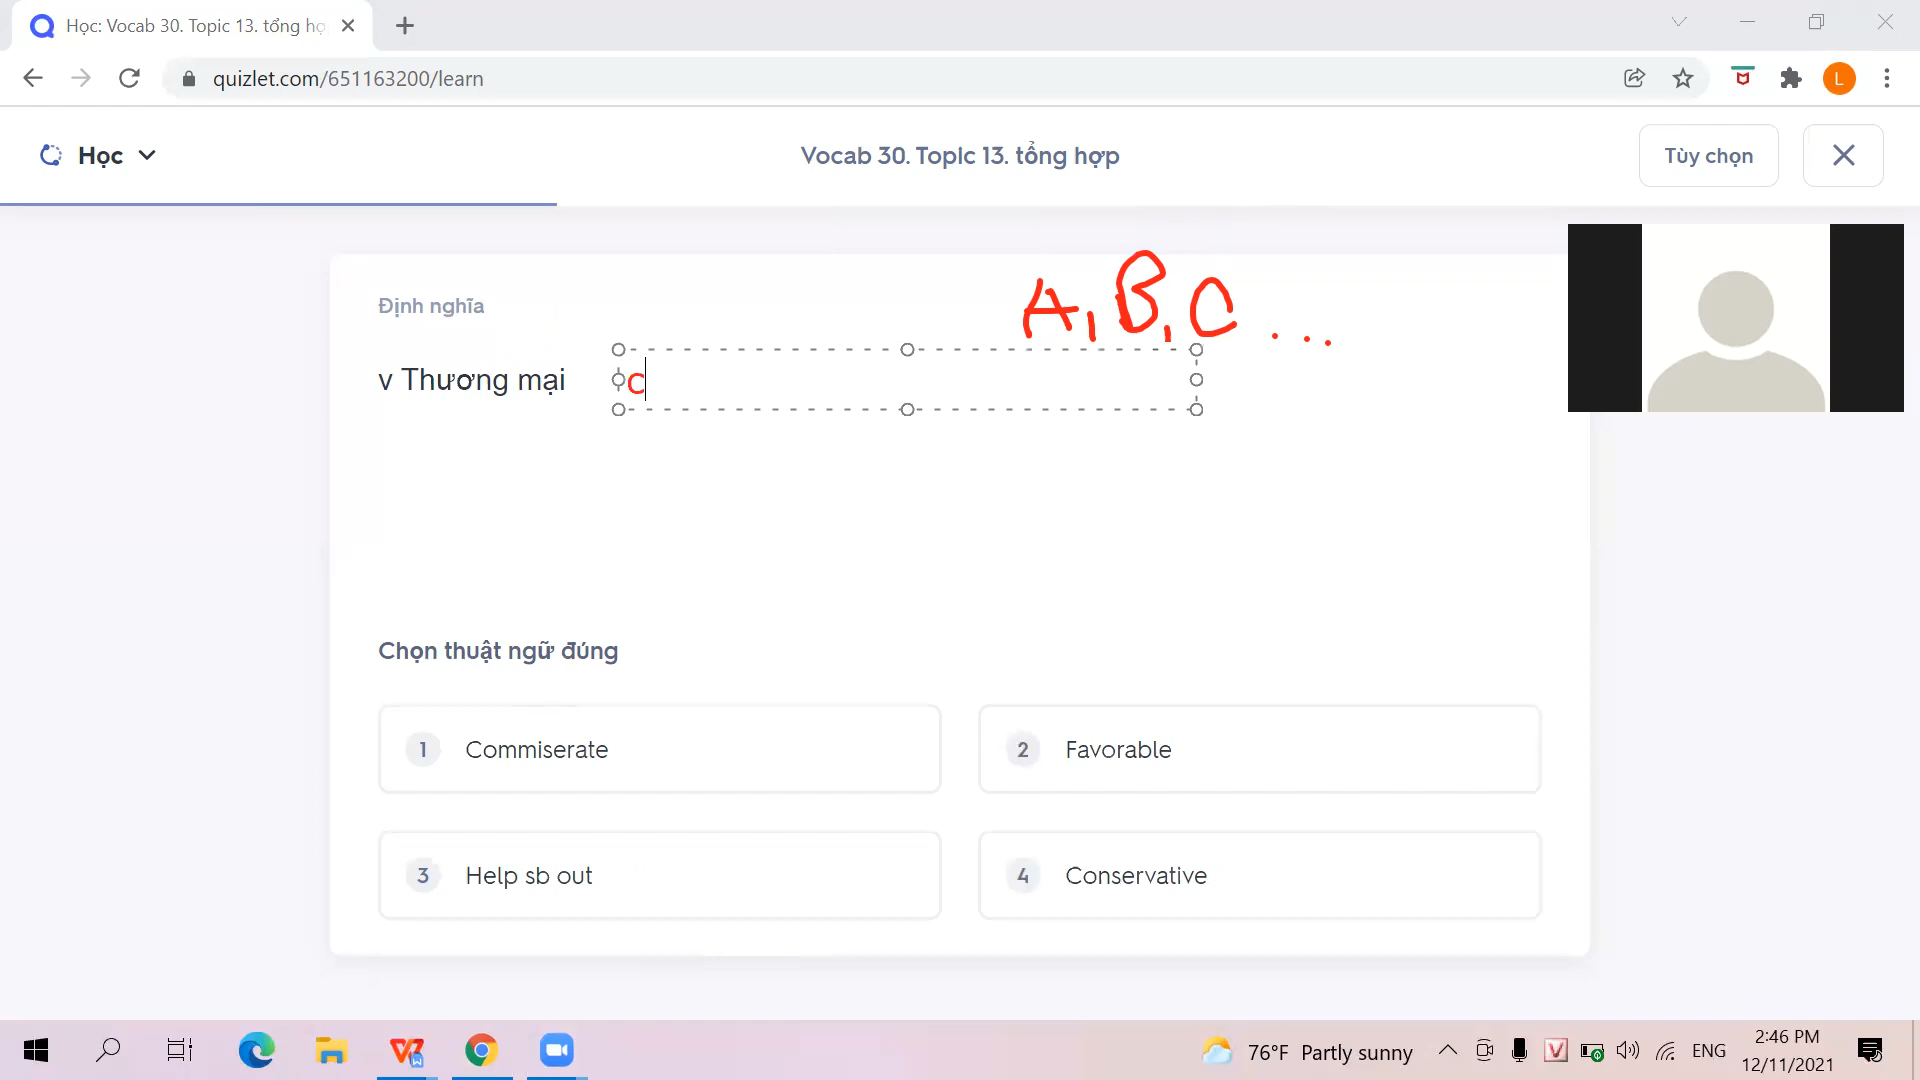 Học: Vocab 30. Topic 13. tổng hợ
quizlet.com/651163200/learn
L
Học
Vocab 30. Topic 13. tổng hợp
Tùy chọn
Định nghĩa
A, B, C ...
v Thương mại
c
Chọn thuật ngữ đúng
1 Commiserate
2 Favorable
3 Help sb out
4 Conservative
76°F Partly sunny
ENG
2:46 PM
12/11/2021